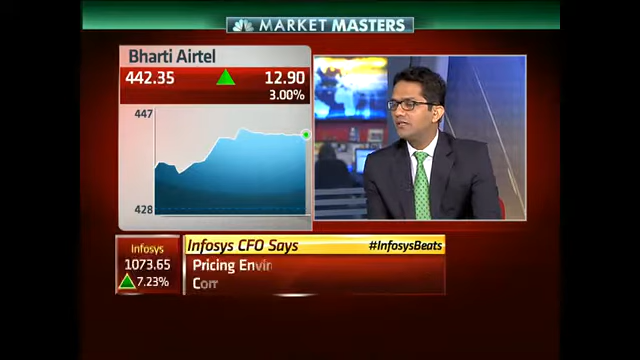 MARKET MASTERS
Bharti Airtel
442.35 12.90
3.00%
447
428
Infosys
1073.65
7.23%
Infosys CFO Says #InfosysBeats
Pricing Envir
Corr